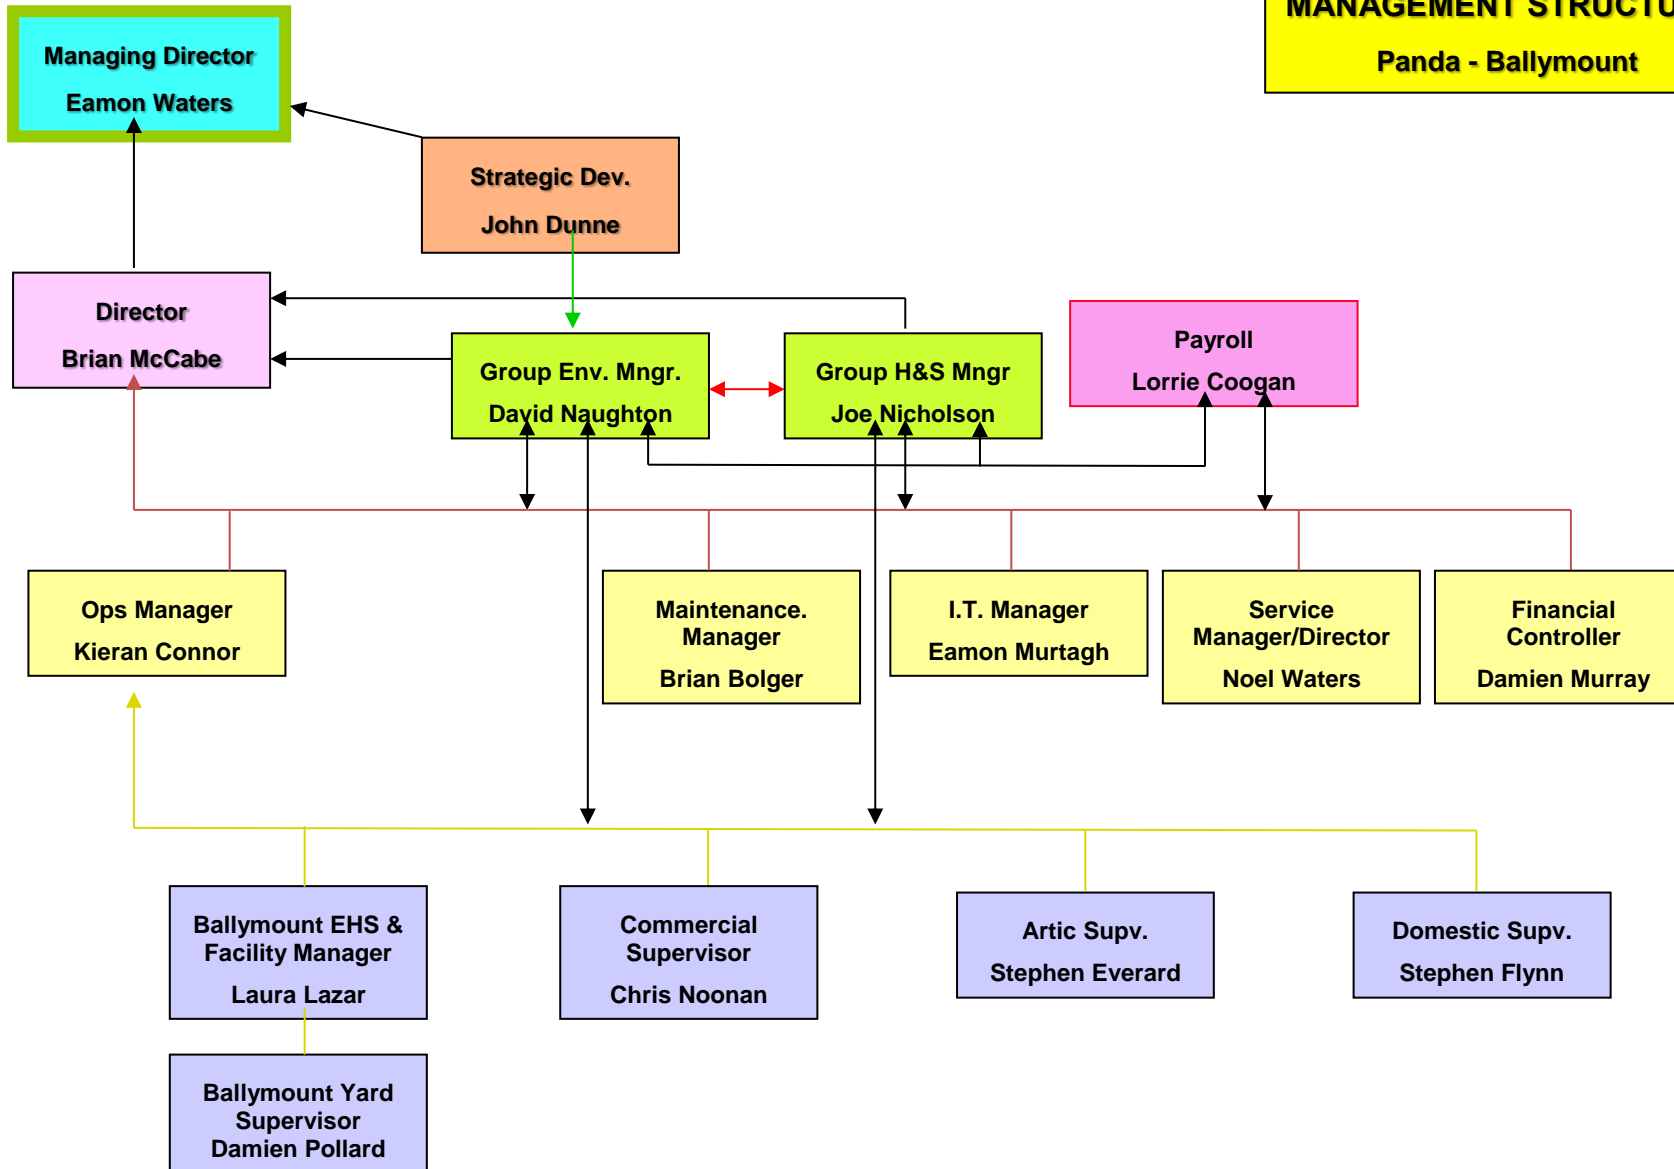 Managing Director
Eamon Waters
MANAGEMENT
Panda - Ballymount
Strategic Dev.
John Dunne
Director
Brian McCabe
Group Env. Mngr.
David Naughton
Group H&S Mngr
Joe Nicholson
Payroll
Lorrie Coogan
Ops Manager
Kieran Connor
Maintenance.
Manager
Brian Bolger
I.T. Manager
Eamon Murtagh
Service
Manager/Director
Noel Waters
Financial
Controller
Damien Murray
Ballymount EHS &
Facility Manager
Laura Lazar
Commercial
Supervisor
Chris Noonan
Artic Supv.
Stephen Everard
Domestic Supv.
Stephen Flynn
Ballymount Yard
Supervisor
Damien Pollard